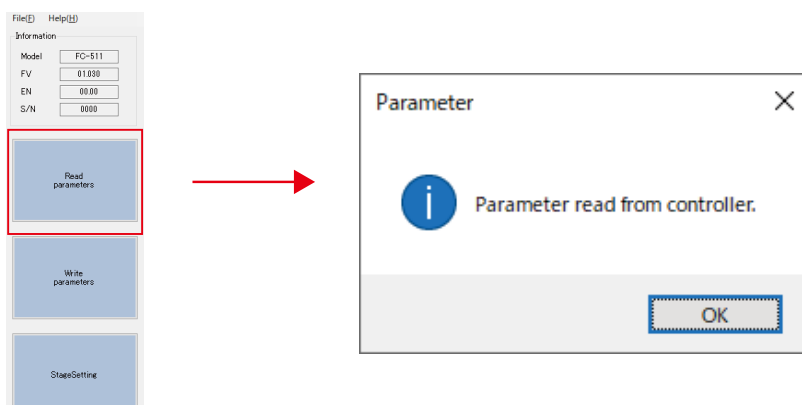 File(F) Help(H)
Information
Model FC-511
FV 01.030
EN 00.00
S/N 0000
Read
parameters
Write
parameters
StageSetting
Parameter
i
Parameter read from controller.
OK